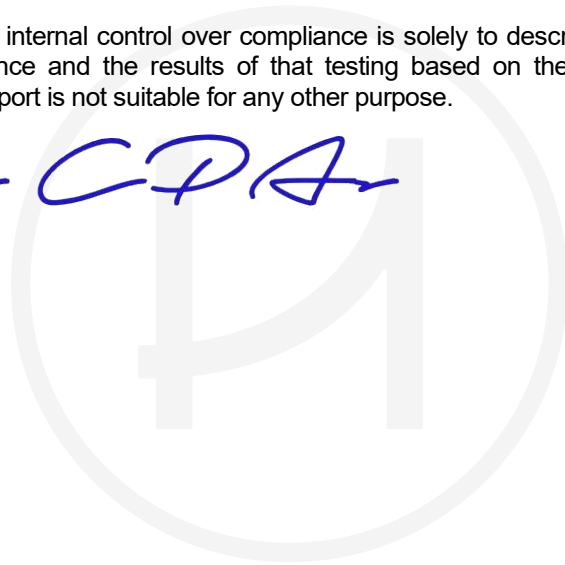 internal control over compliance is solely to descr
nce and the results of that testing based on the
port is not suitable for any other purpose.
CPA